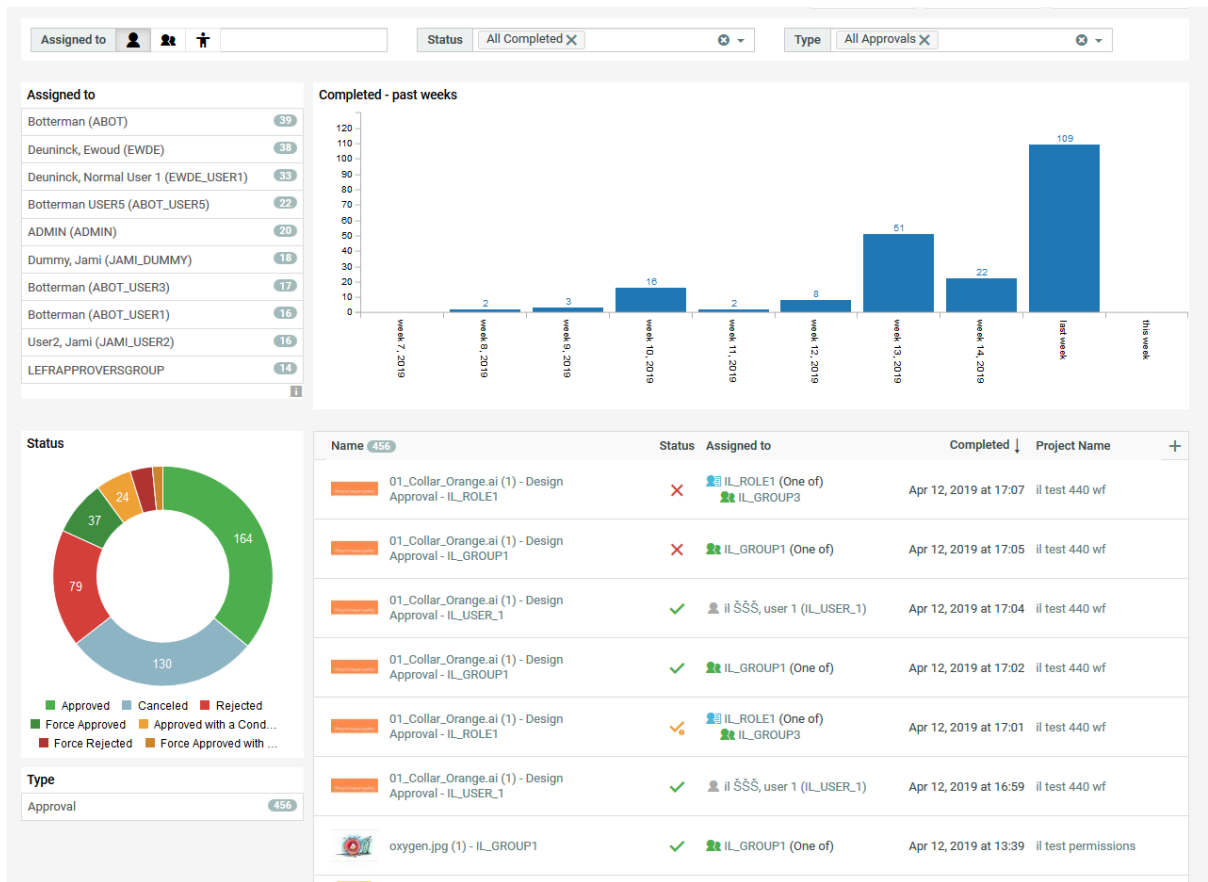 Assigned to
Status All Completed
Type All Approvals
Assigned to
Botterman (ABOT) 39
Deuninck, Ewoud (EWDE) 38
Deuninck, Normal User 1 (EWDE_USER1) 33
Botterman USER5 (ABOT_USER5) 22
ADMIN (ADMIN) 20
Dummy, Jami (JAMI_DUMMY) 18
Botterman (ABOT_USER3) 17
Botterman (ABOT_USER1) 16
User2, Jami (JAMI_USER2) 16
LEFRAPPROVERSGROUP 14
Completed - past weeks
120
110
100
90
80
70
60
50
40
30
20
10
0
2
3
16
2
8
51
22
109
week 7, 2019
week 8, 2019
week 9, 2019
week 10, 2019
week 11, 2019
week 12, 2019
week 13, 2019
week 14, 2019
last week
this week
Status
164
130
79
37
24
Approved Canceled Rejected
Force Approved Approved with a Cond...
Force Rejected Force Approved with ...
Type
Approval 456
Name 456 Status Assigned to Completed Project Name
01_Collar_Orange.ai (1) - Design
Approval - IL_ROLE1
IL_ROLE1 (One of)
IL_GROUP3
Apr 12, 2019 at 17:07 il test 440 wf
01_Collar_Orange.ai (1) - Design
Approval - IL_GROUP1
IL_GROUP1 (One of)
Apr 12, 2019 at 17:05 il test 440 wf
01_Collar_Orange.ai (1) - Design
Approval - IL_USER_1
il ŠŠŠ, user 1 (IL_USER_1)
Apr 12, 2019 at 17:04 il test 440 wf
01_Collar_Orange.ai (1) - Design
Approval - IL_GROUP1
IL_GROUP1 (One of)
Apr 12, 2019 at 17:02 il test 440 wf
01_Collar_Orange.ai (1) - Design
Approval - IL_ROLE1
IL_ROLE1 (One of)
IL_GROUP3
Apr 12, 2019 at 17:01 il test 440 wf
01_Collar_Orange.ai (1) - Design
Approval - IL_USER_1
il ŠŠŠ, user 1 (IL_USER_1)
Apr 12, 2019 at 16:59 il test 440 wf
oxygen.jpg (1) - IL_GROUP1
IL_GROUP1 (One of)
Apr 12, 2019 at 13:39 il test permissions